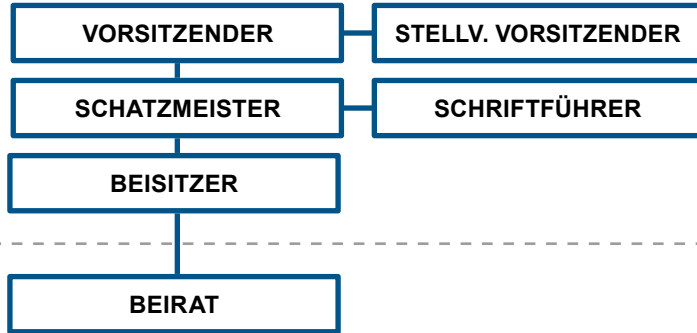 VORSITZENDER
STELLV. VORSITZENDER
SCHATZMEISTER
SCHRIFTFÜHRER
BEISITZER
BEIRAT